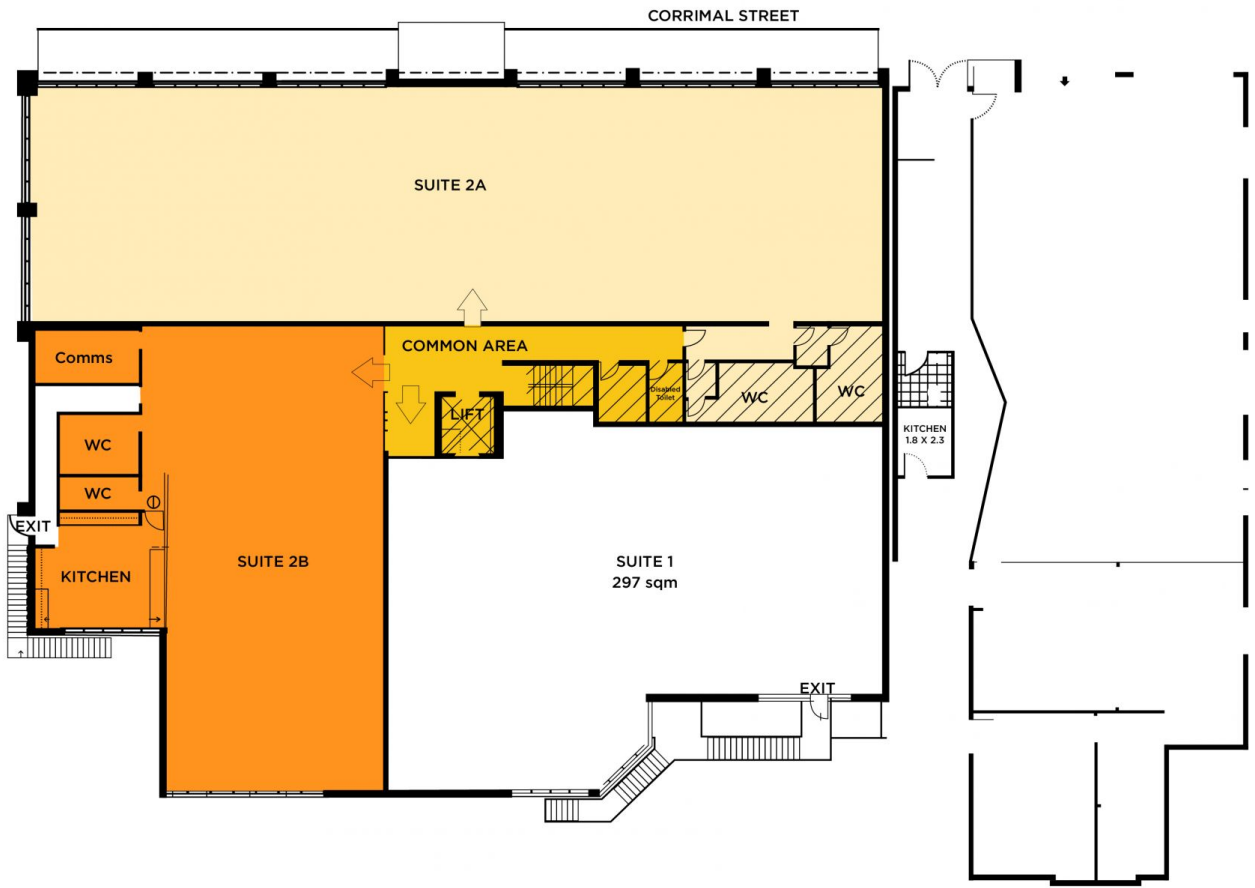 CORRIMAL STREET
SUITE 2A
COMMON AREA
Comms
Disabled
Toilet
WC
WC
LIFT
WC
KITCHEN
1.8 X 2.3
WC
EXIT
SUITE 2B
SUITE 1
297 sqm
KITCHEN
EXIT